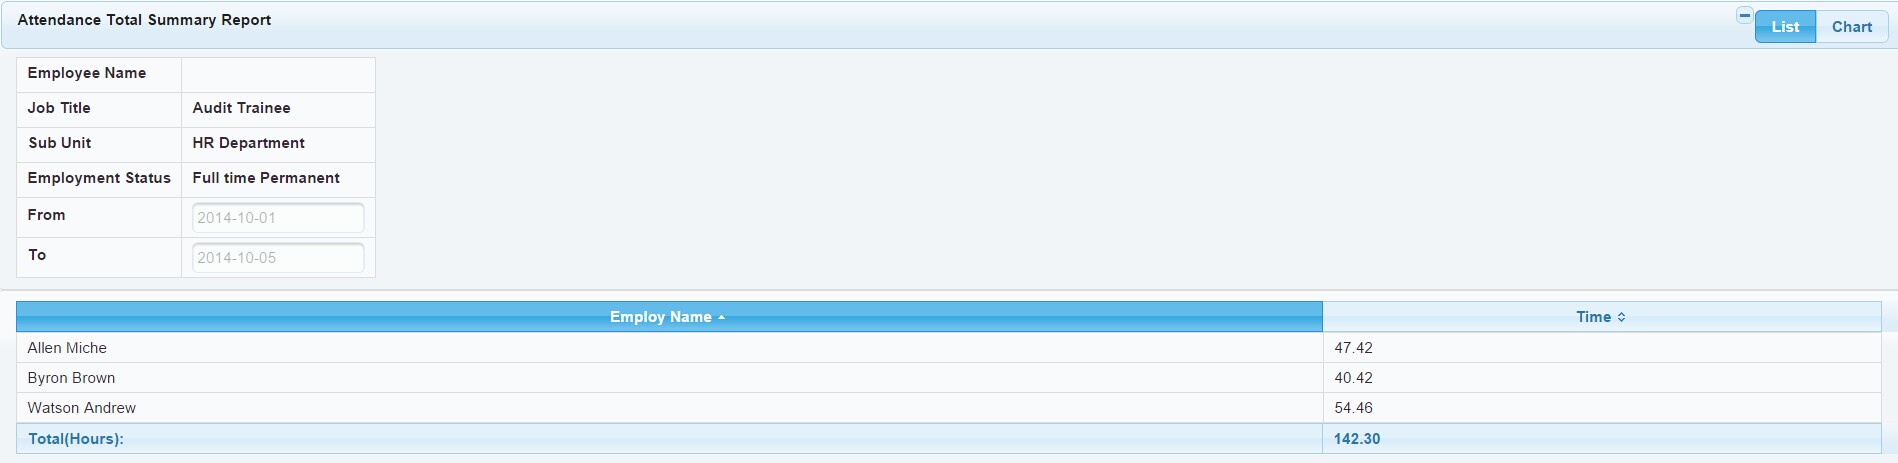 Attendance Total Summary Report
List Chart
Employee Name
Job Title Audit Trainee
Sub Unit HR Department
Employment Status Full time Permanent
From 2014-10-01
To 2014-10-05
Employ Name Time
Allen Miche 47.42
Byron Brown 40.42
Watson Andrew 54.46
Total(Hours): 142.30